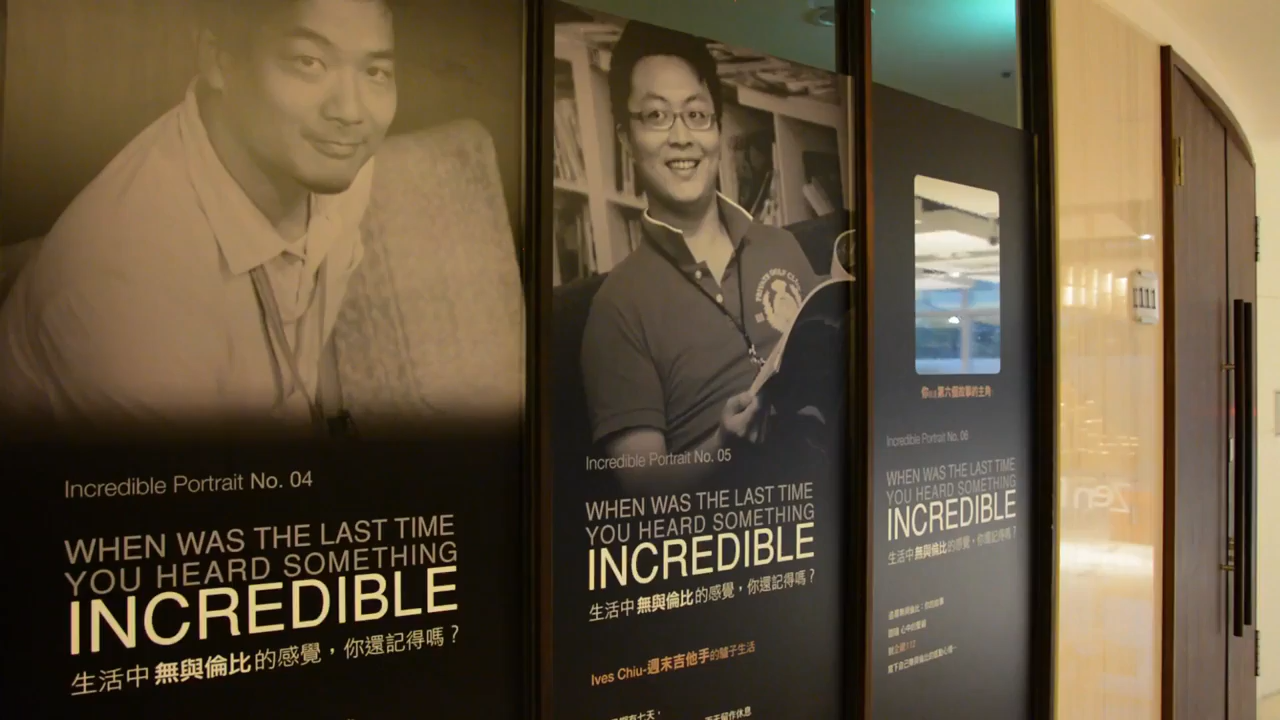 Incredible Portrait No. 04
WHEN WAS THE LAST TIME
YOU HEARD SOMETHING
INCREDIBLE
生活中 無與倫比的感覺，你還記得嗎？
PRIVATE GOLF CLUB
Incredible Portrait No. 05
WHEN WAS THE LAST TIME
YOU HEARD SOMETHING
INCREDIBLE
生活中 無與倫比的感覺，你還記得嗎？
Ives Chiu-週末吉他手的騙子生活
第六個故事的主角
Incredible Portrait No. 06
WHEN WAS THE LAST TIME
YOU HEARD SOMETHING
INCREDIBLE
生活中 無與倫比的感覺，你還記得嗎？